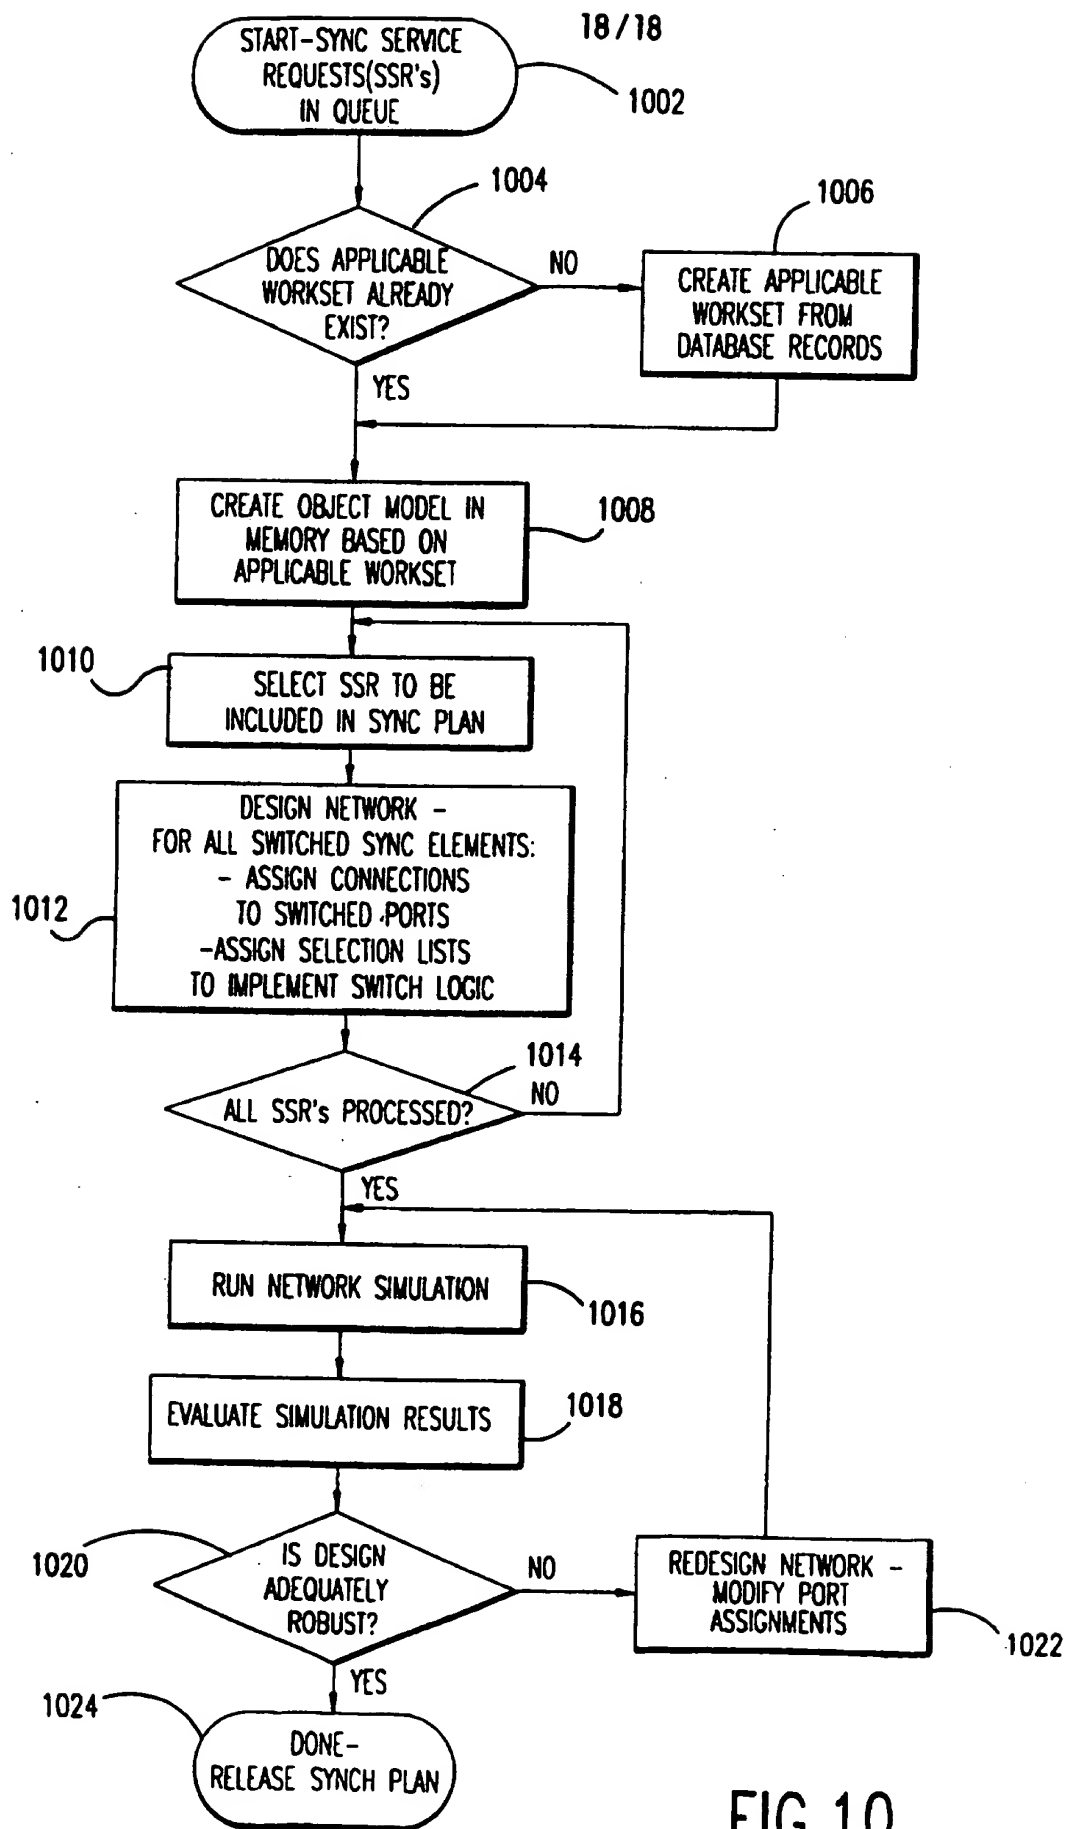 18/18
START-SYNC SERVICE
REQUESTS(SSR's)
IN QUEUE
1002
1004
DOES APPLICABLE
WORKSET ALREADY
EXIST?
NO
1006
CREATE APPLICABLE
WORKSET FROM
DATABASE RECORDS
YES
CREATE OBJECT MODEL IN
MEMORY BASED ON
APPLICABLE WORKSET
1008
1010
SELECT SSR TO BE
INCLUDED IN SYNC PLAN
1012
DESIGN NETWORK -
FOR ALL SWITCHED SYNC ELEMENTS:
- ASSIGN CONNECTIONS
TO SWITCHED PORTS
-ASSIGN SELECTION LISTS
TO IMPLEMENT SWITCH LOGIC
1014
ALL SSR's PROCESSED?
NO
YES
RUN NETWORK SIMULATION
1016
EVALUATE SIMULATION RESULTS
1018
1020
IS DESIGN
ADEQUATELY
ROBUST?
NO
REDESIGN NETWORK -
MODIFY PORT
ASSIGNMENTS
1022
YES
1024
DONE-
RELEASE SYNCH PLAN
FIG.10